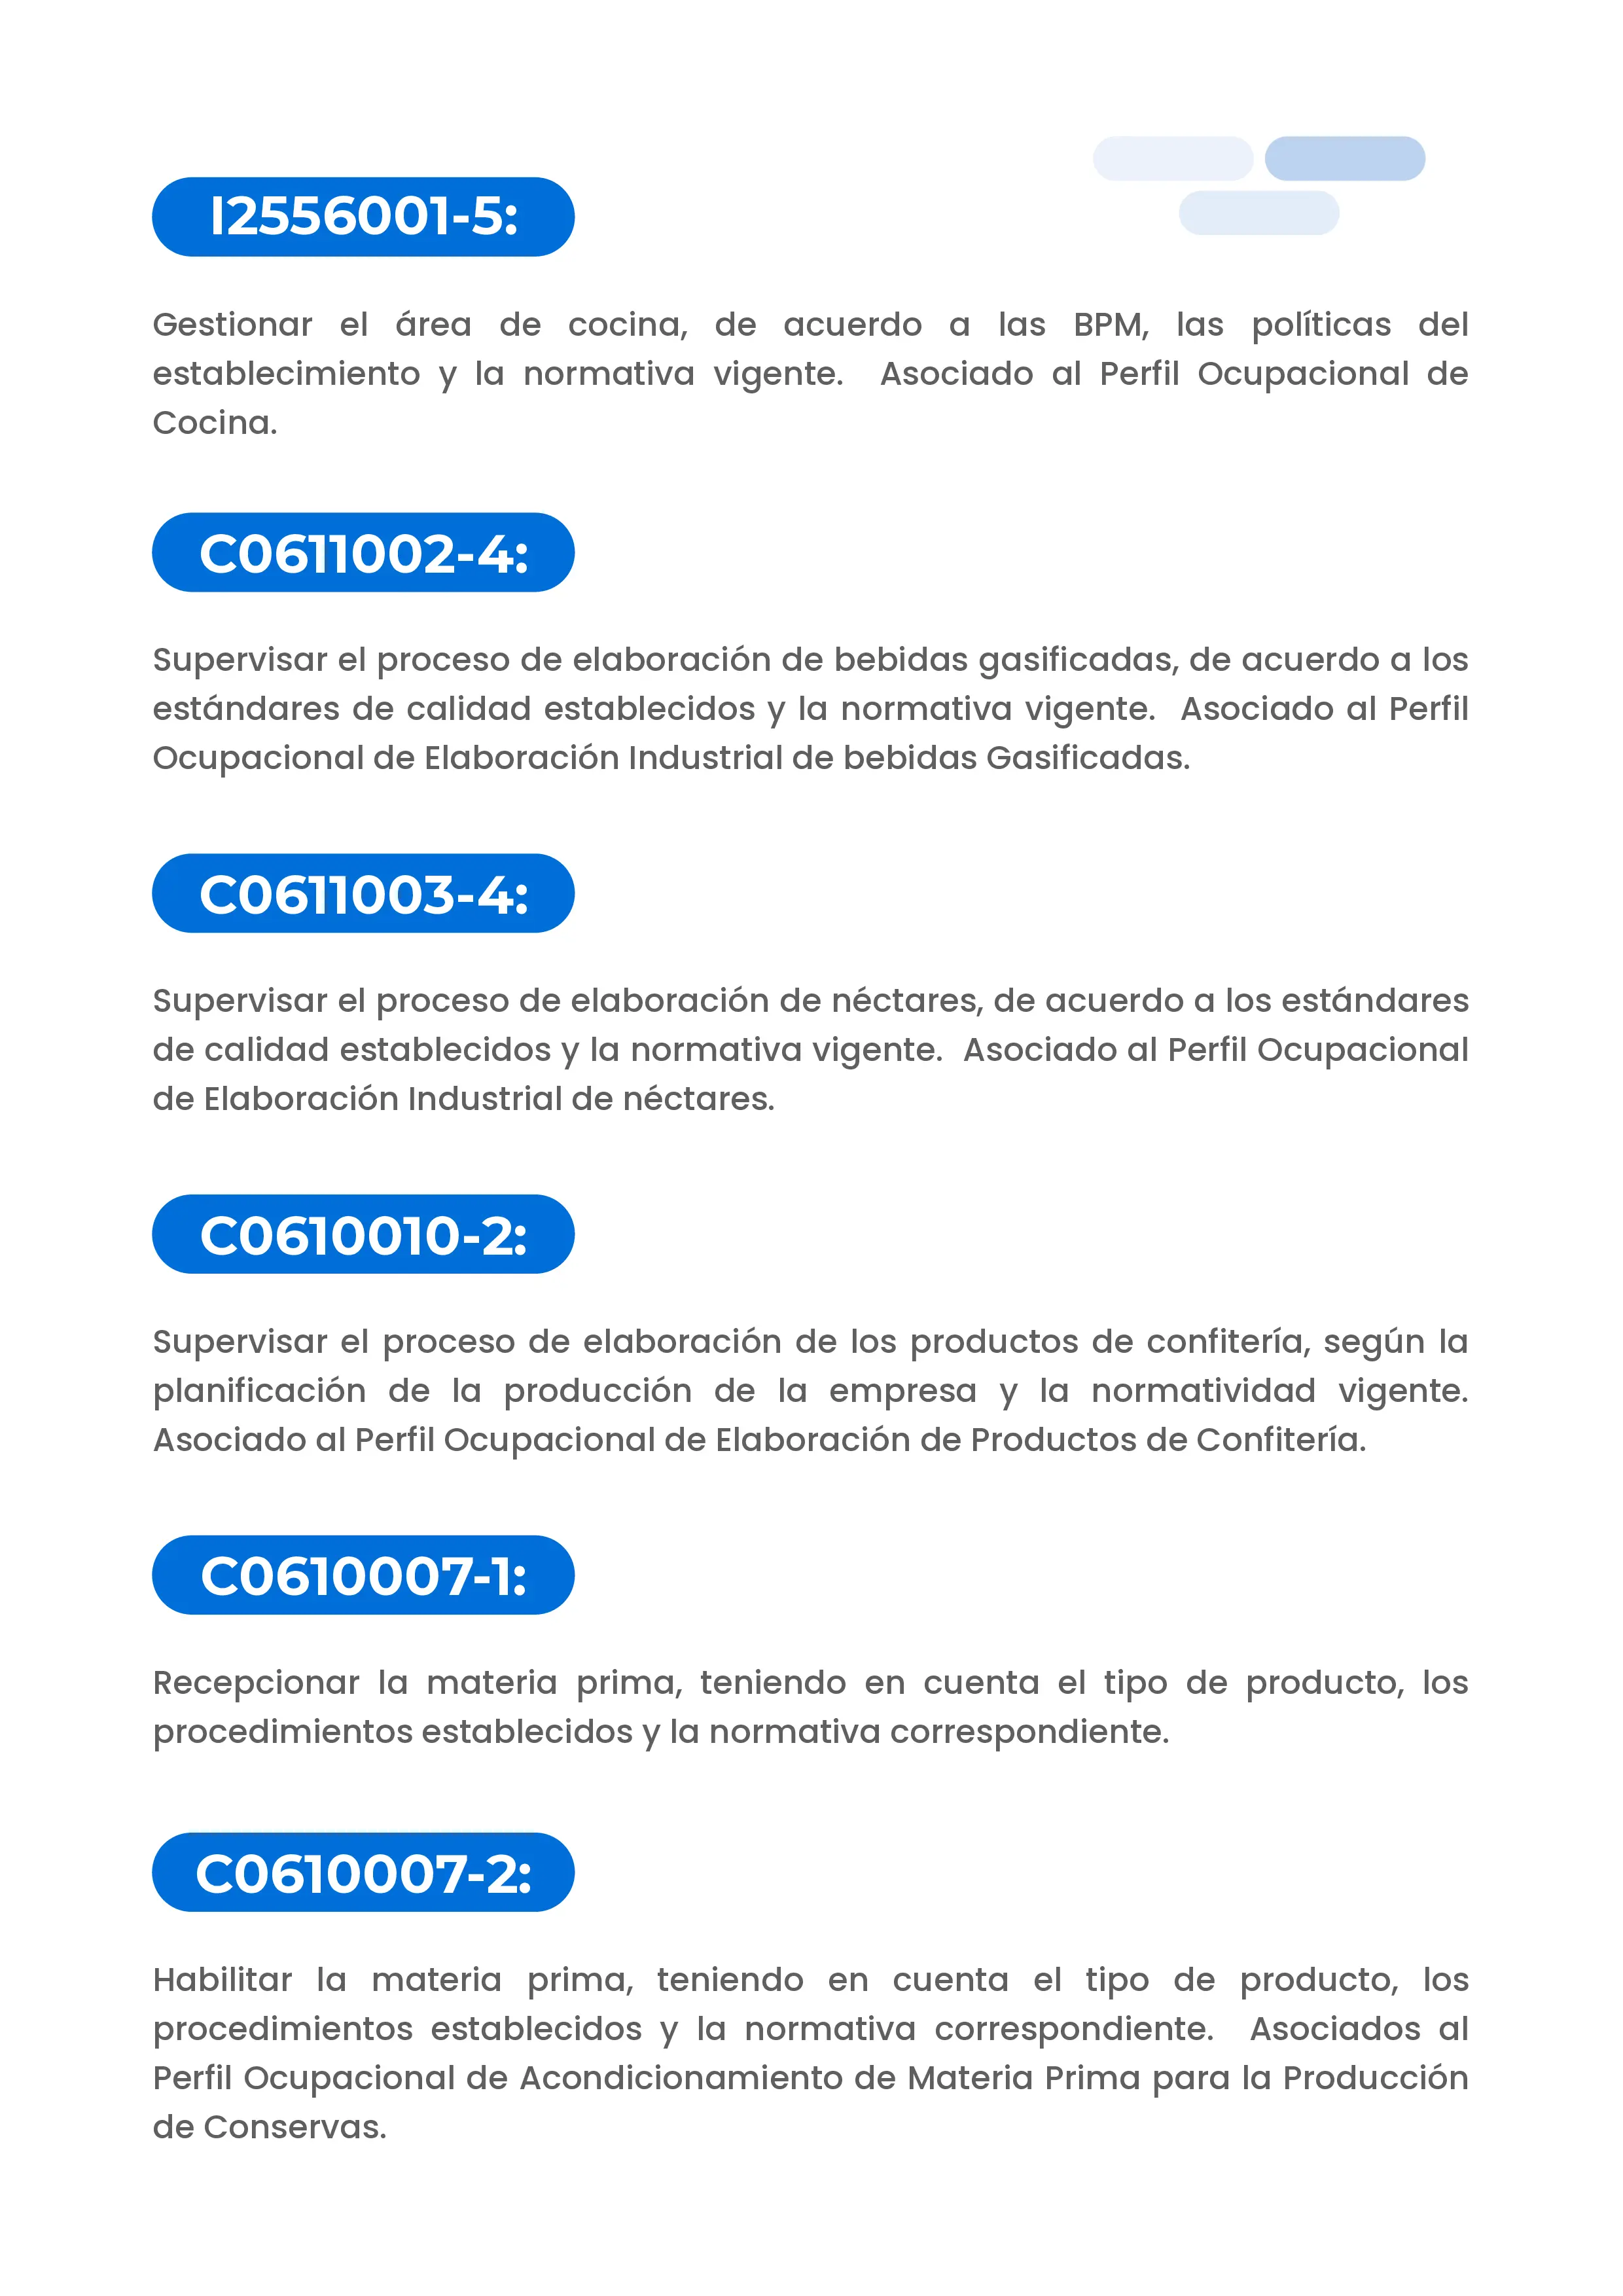 I2556001-5:
Gestionar el área de cocina, de acuerdo a las BPM, las políticas del
establecimiento y la normativa vigente.  Asociado al Perfil Ocupacional de
Cocina.
C0611002-4:
Supervisar el proceso de elaboración de bebidas gasificadas, de acuerdo a los
estándares de calidad establecidos y la normativa vigente.  Asociado al Perfil
Ocupacional de Elaboración Industrial de bebidas Gasificadas.
C0611003-4:
Supervisar el proceso de elaboración de néctares, de acuerdo a los estándares
de calidad establecidos y la normativa vigente.  Asociado al Perfil Ocupacional
de Elaboración Industrial de néctares.
C0610010-2:
Supervisar el proceso de elaboración de los productos de confitería, según la
planificación de la producción de la empresa y la normatividad vigente.
Asociado al Perfil Ocupacional de Elaboración de Productos de Confitería.
C0610007-1:
Recepcionar la materia prima, teniendo en cuenta el tipo de producto, los
procedimientos establecidos y la normativa correspondiente.
C0610007-2:
Habilitar la materia prima, teniendo en cuenta el tipo de producto, los
procedimientos establecidos y la normativa correspondiente.  Asociados al
Perfil Ocupacional de Acondicionamiento de Materia Prima para la Producción
de Conservas.